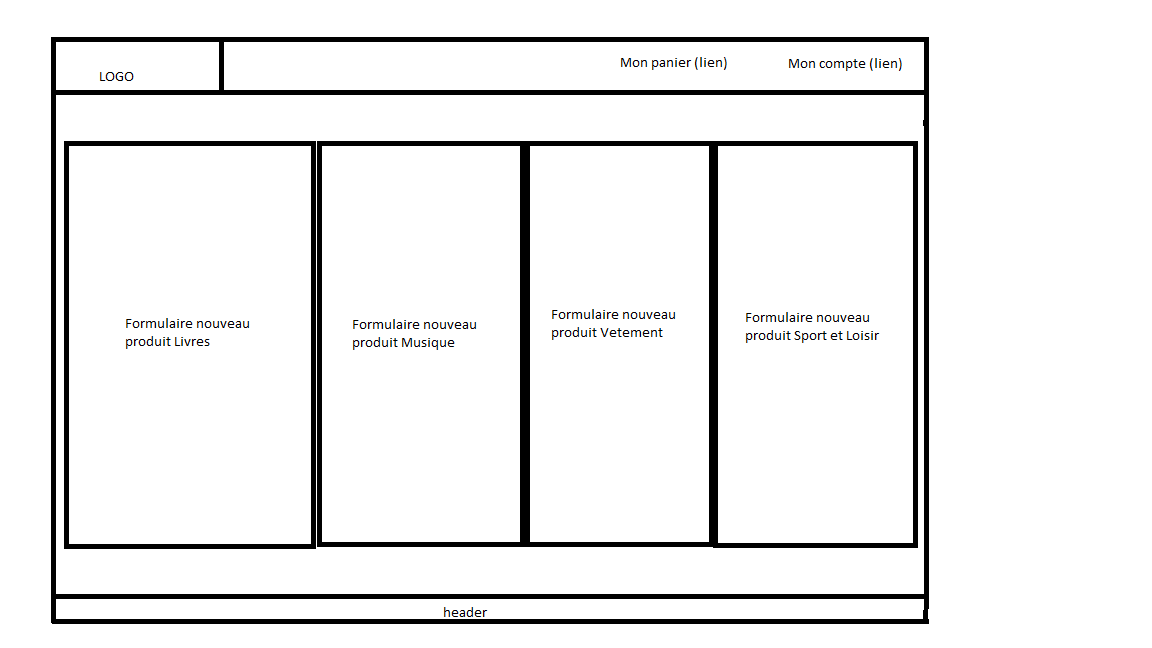 LOGO
Mon panier (lien)
Mon compte (lien)
Formulaire nouveau
produit Livres
Formulaire nouveau
produit Musique
Formulaire nouveau
produit Vetement
Formulaire nouveau
produit Sport et Loisir
header